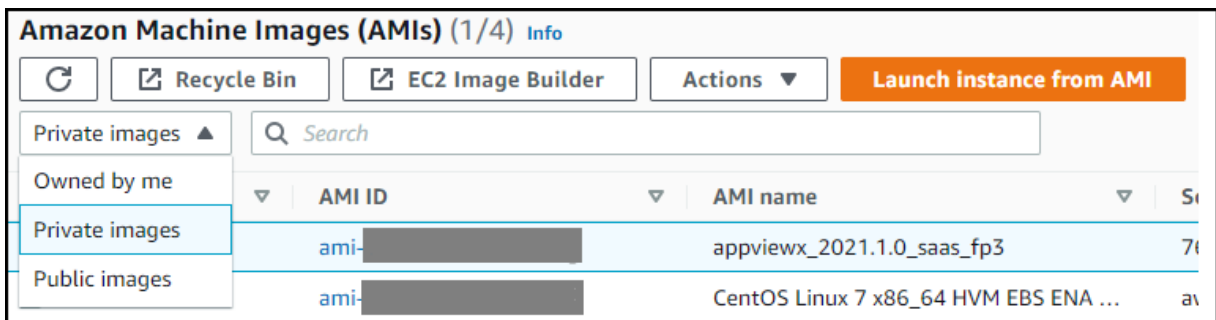 Amazon Machine Images (AMIs) (1/4) Info
Recycle Bin EC2 Image Builder Actions Launch instance from AMI
Private images Search
Owned by me
AMI ID AMI name
Private images
ami- appviewx_2021.1.0_saas_fp3
Public images
ami- CentOS Linux 7 x86_64 HVM EBS ENA ...